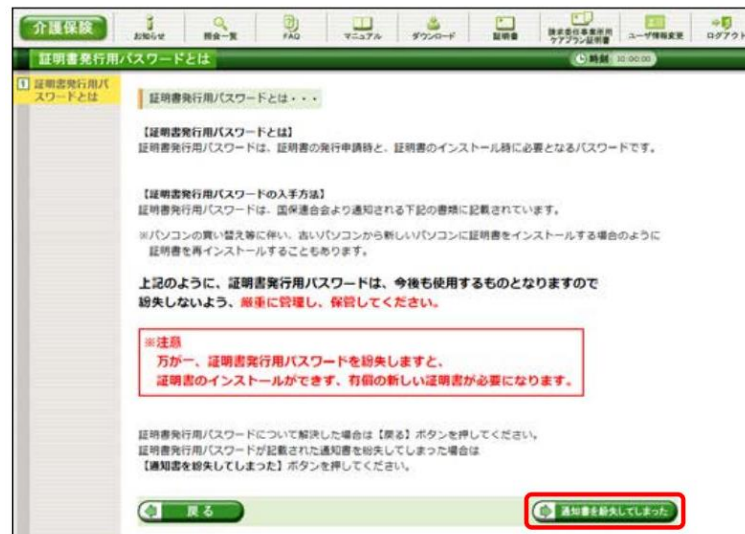 介護保険
お知らせ
照会一覧
FAQ
マニュアル
ダウンロード
証明書
請求委任事業所用
ケアプラン証明書
ユーザ情報変更
ログアウト
証明書発行用パスワードとは
時刻 10:00:00
1 証明書発行用パ
スワードとは
証明書発行用パスワードとは・・・
【証明書発行用パスワードとは】
証明書発行用パスワードは、証明書の発行申請時と、証明書のインストール時に必要となるパスワードです。
【証明書発行用パスワードの入手方法】
証明書発行用パスワードは、国保連合会より通知される下記の書類に記載されています。
※パソコンの買い替え等に伴い、古いパソコンから新しいパソコンに証明書をインストールする場合のように
証明書を再インストールすることもあります。
上記のように、証明書発行用パスワードは、今後も使用するものとなりますので
紛失しないよう、厳重に管理し、保管してください。
※注意
万が一、証明書発行用パスワードを紛失しますと、
証明書のインストールができず、有償の新しい証明書が必要になります。
証明書発行用パスワードについて解決した場合は【戻る】ボタンを押してください。
証明書発行用パスワードが記載された通知書を紛失してしまった場合は
【通知書を紛失してしまった】ボタンを押してください。
戻る
通知書を紛失してしまった